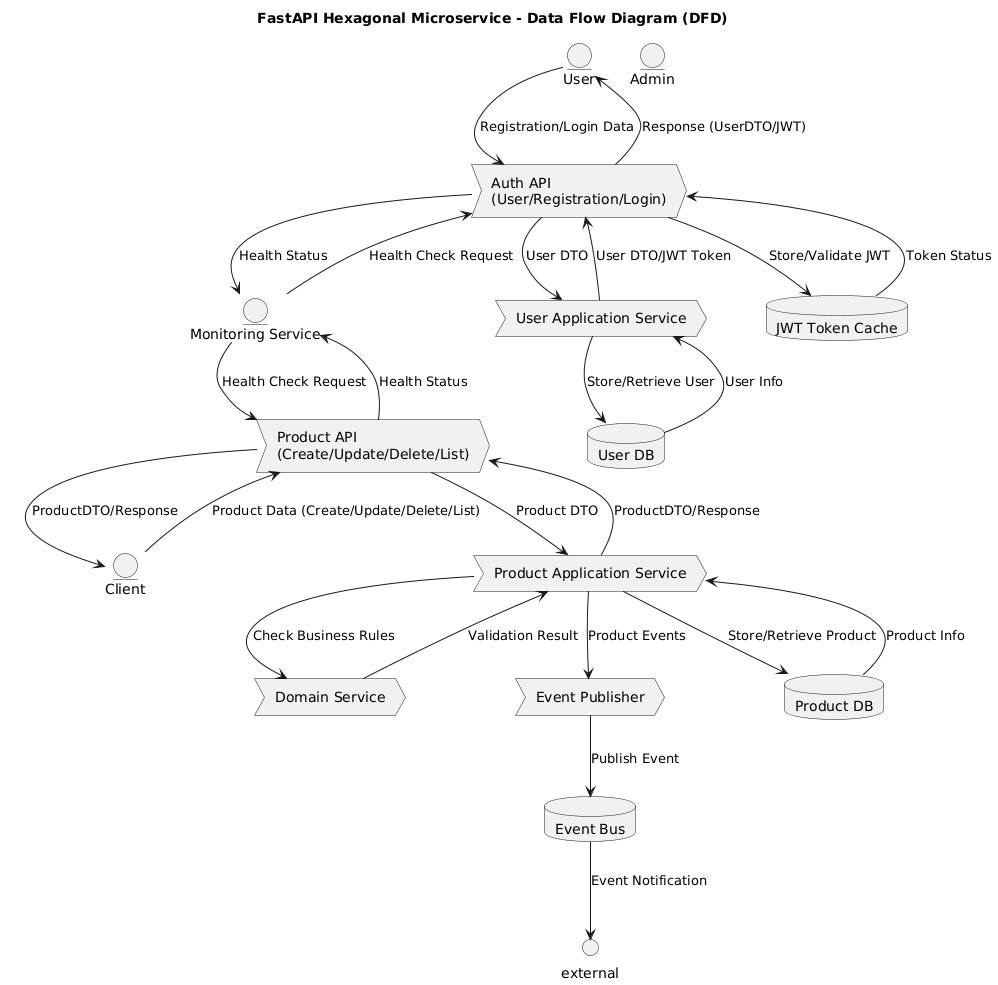 FastAPI Hexagonal Microservice - Data Flow Diagram (DFD)
User
Admin
Registration/Login Data
Response (UserDTO/JWT)
Auth API
(User/Registration/Login)
Health Status
Health Check Request
User DTO
User DTO/JWT Token
Store/Validate JWT
Token Status
Monitoring Service
User Application Service
JWT Token Cache
Health Check Request
Health Status
Store/Retrieve User
User Info
Product API
(Create/Update/Delete/List)
User DB
ProductDTO/Response
Product Data (Create/Update/Delete/List)
Product DTO
ProductDTO/Response
Client
Product Application Service
Check Business Rules
Validation Result
Product Events
Store/Retrieve Product
Product Info
Domain Service
Event Publisher
Product DB
Publish Event
Event Bus
Event Notification
external